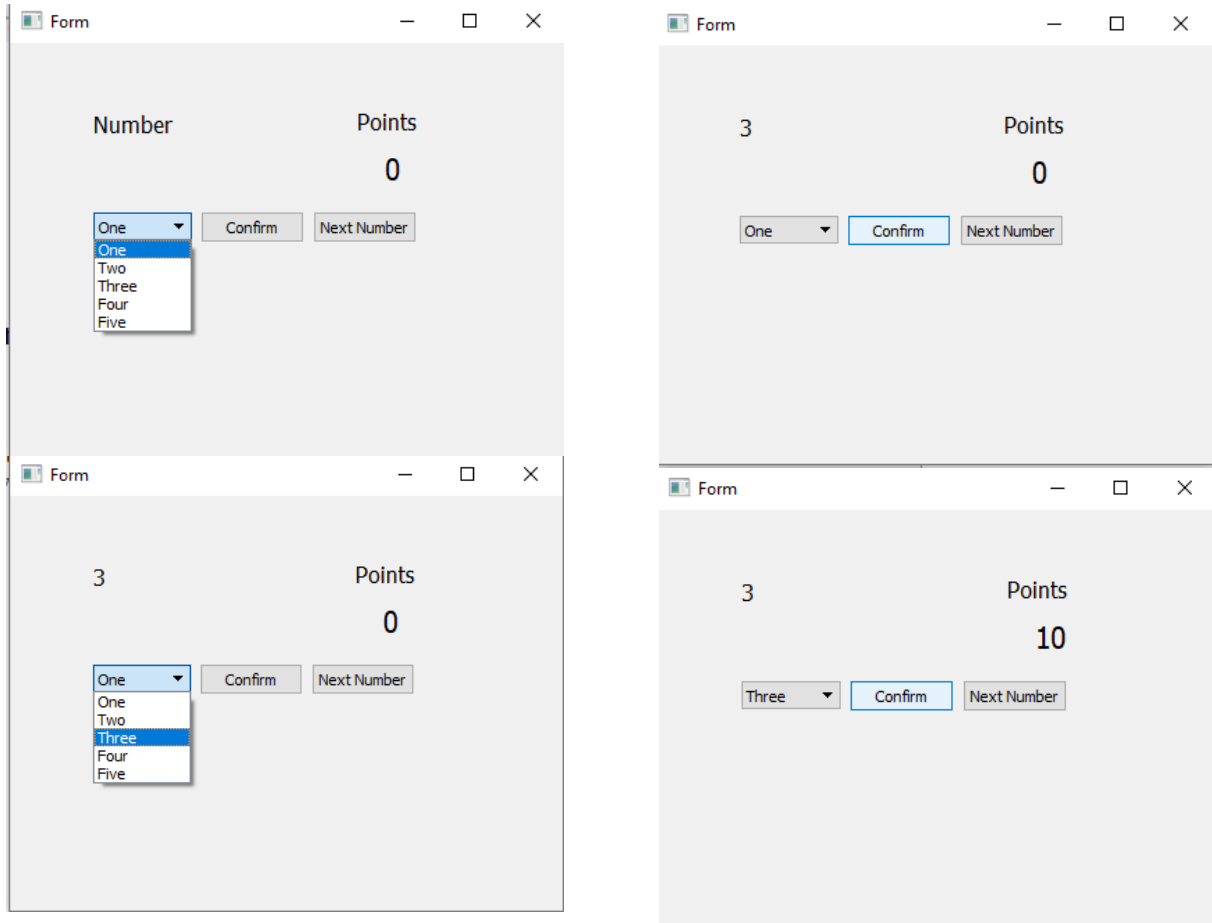 Form
Number Points
0
One Confirm Next Number
One
Two
Three
Four
Five
Form
3 Points
0
One Confirm Next Number
Form
3 Points
0
One Confirm Next Number
One
Two
Three
Four
Five
Form
3 Points
10
Three Confirm Next Number